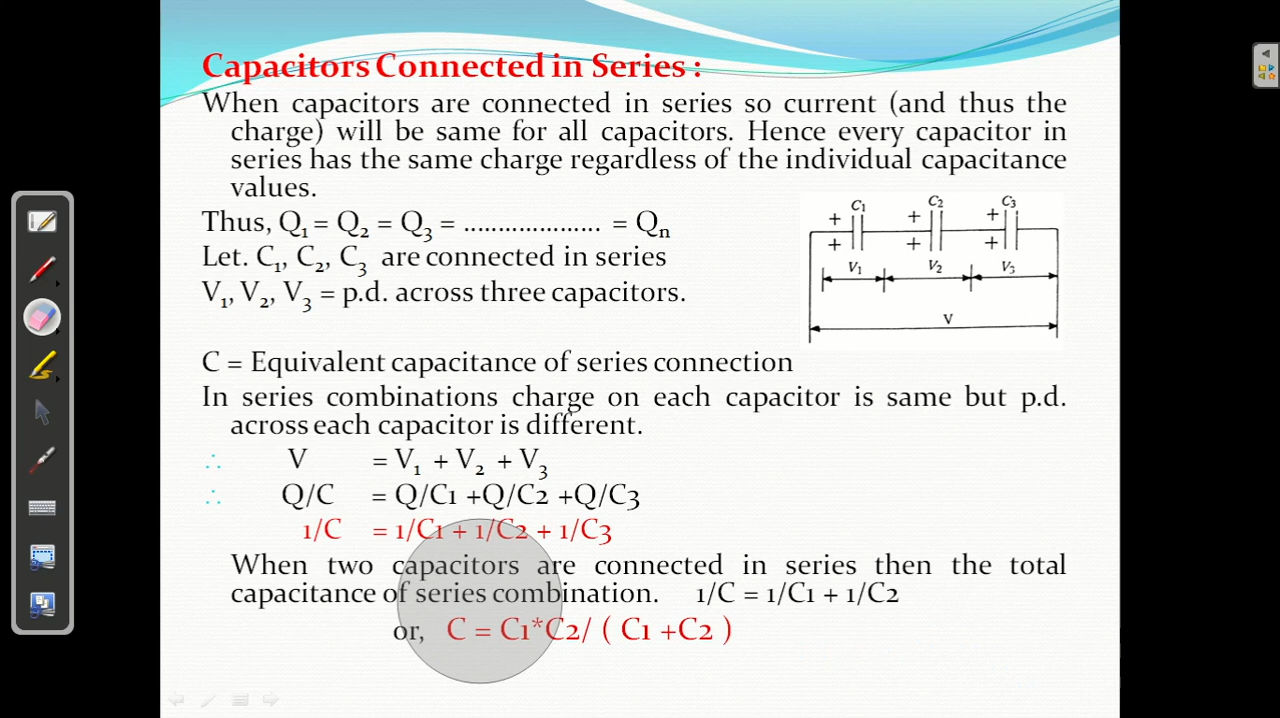 Capacitors Connected in Series :
When capacitors are connected in series so current (and thus the
charge) will be same for all capacitors. Hence every capacitor in
series has the same charge regardless of the individual capacitance
values.
Thus, Q₁ = Q₂ = Q₃ = .................... = Qₙ
Let. C₁, C₂, C₃ are connected in series
V₁, V₂, V₃ = p.d. across three capacitors.
C₁ C₂ C₃
+ + +
+ + +
V₁ V₂ V₃
V
C = Equivalent capacitance of series connection
In series combinations charge on each capacitor is same but p.d.
across each capacitor is different.
∴ V = V₁ + V₂ + V₃
∴ Q/C = Q/C1 +Q/C2 +Q/C3
1/C = 1/C1 + 1/C2 + 1/C3
When two capacitors are connected in series then the total
capacitance of series combination. 1/C = 1/C1 + 1/C2
or, C = C1*C2/ ( C1 +C2 )